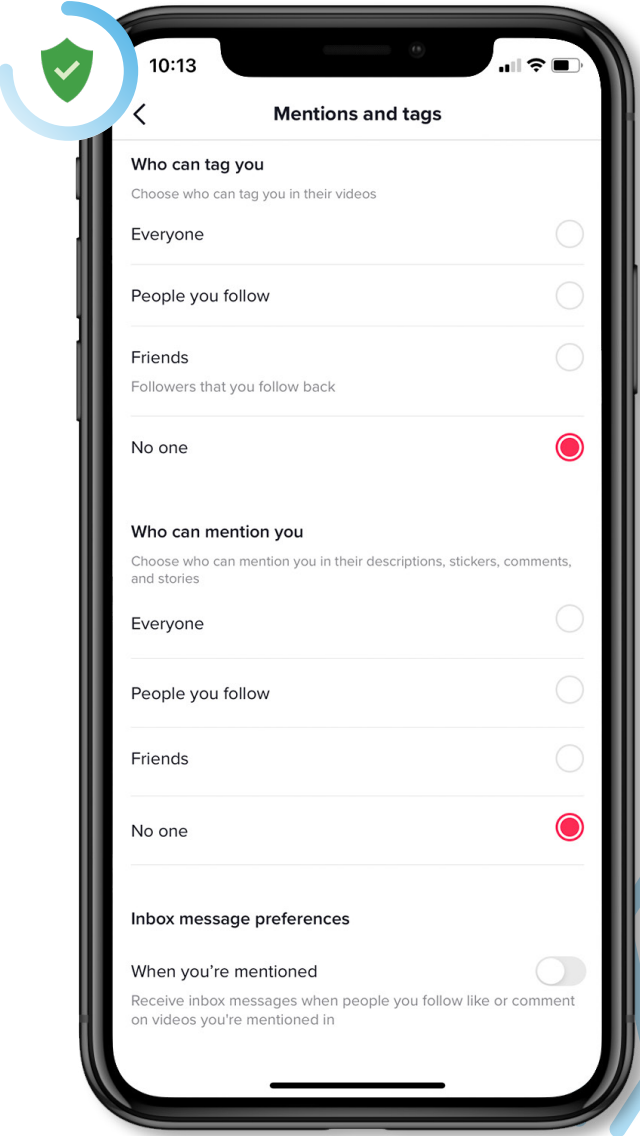 10:13
Mentions and tags
Who can tag you
Choose who can tag you in their videos
Everyone
People you follow
Friends
Followers that you follow back
No one
Who can mention you
Choose who can mention you in their descriptions, stickers, comments,
and stories
Everyone
People you follow
Friends
No one
Inbox message preferences
When you’re mentioned
Receive inbox messages when people you follow like or comment
on videos you're mentioned in